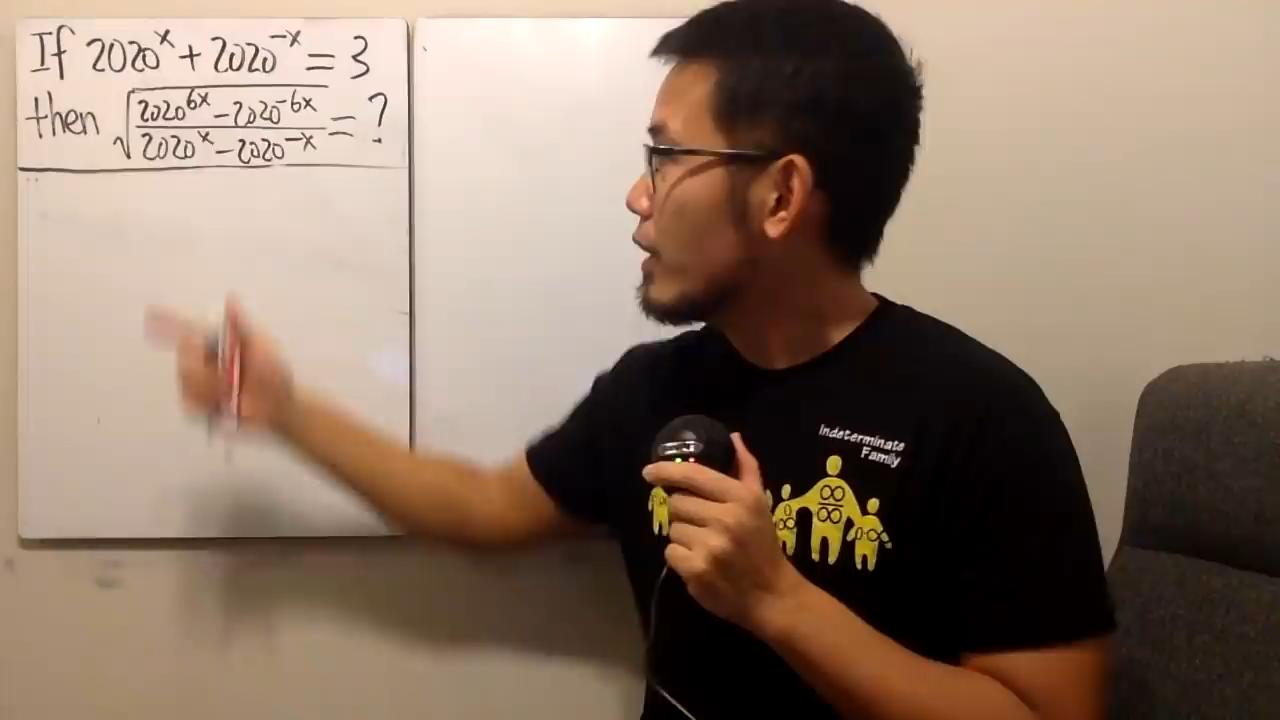 If 2020^x + 2020^-x = 3
then √((2020^6x - 2020^-6x)/(2020^x - 2020^-x)) = ?
Indeterminate
Family